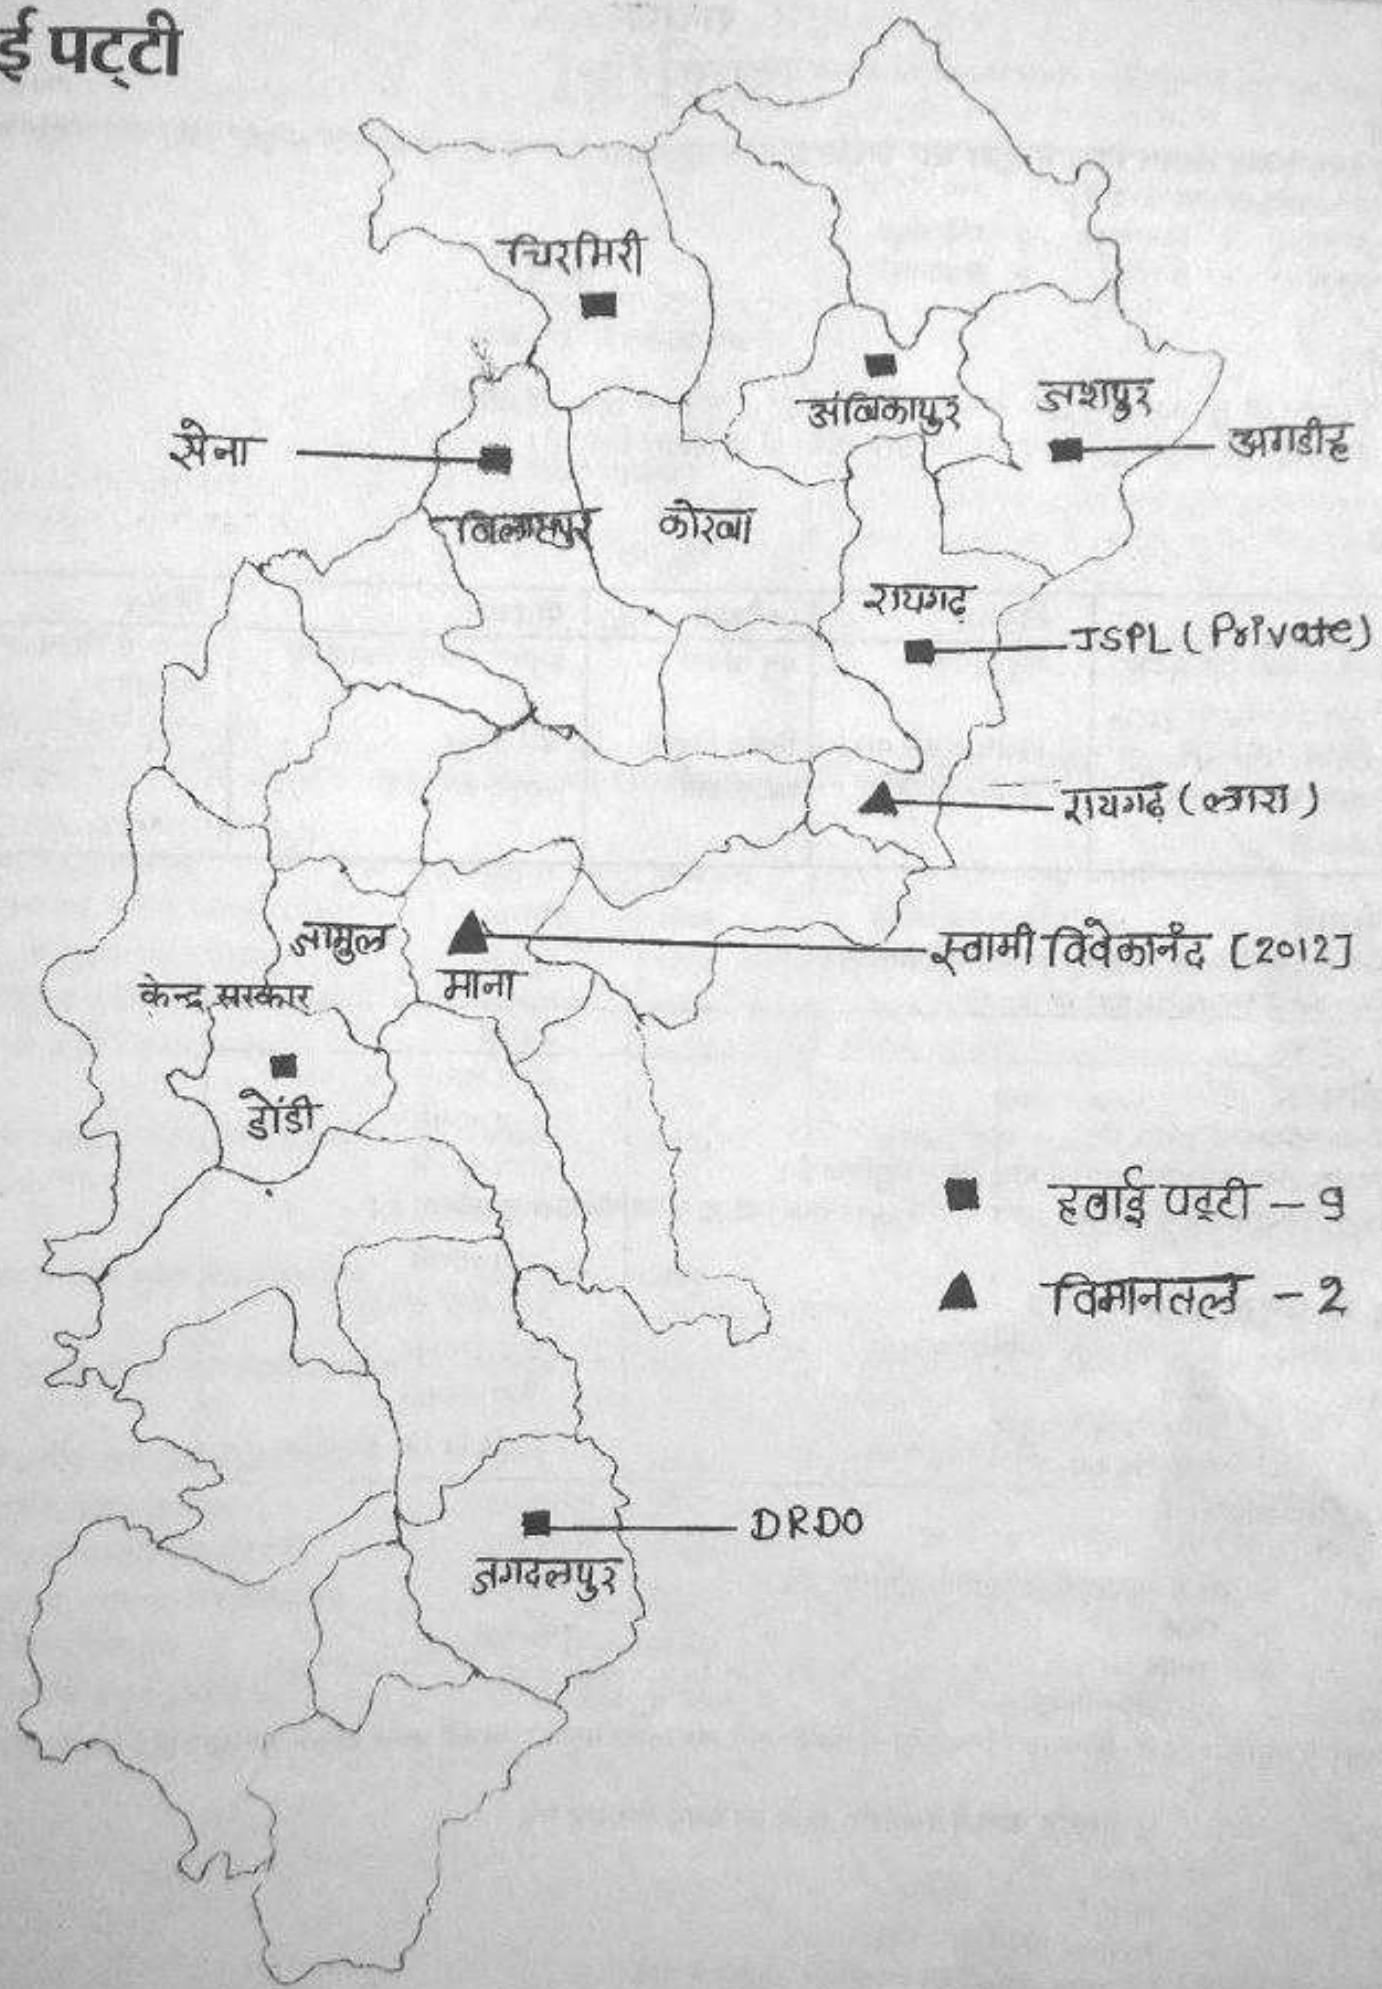 ई पट्टी
चिरमिरी
अंबिकापुर
जशपुर
सेना
अगडीह
बिलासपुर
कोरबा
रायगढ़
JSPL (Private)
रायगढ़ (लारा)
जामुल
माना
स्वामी विवेकानंद [2012]
केन्द्र सरकार
डोंडी
हवाई पट्टी - 9
विमानतल - 2
DRDO
जगदलपुर